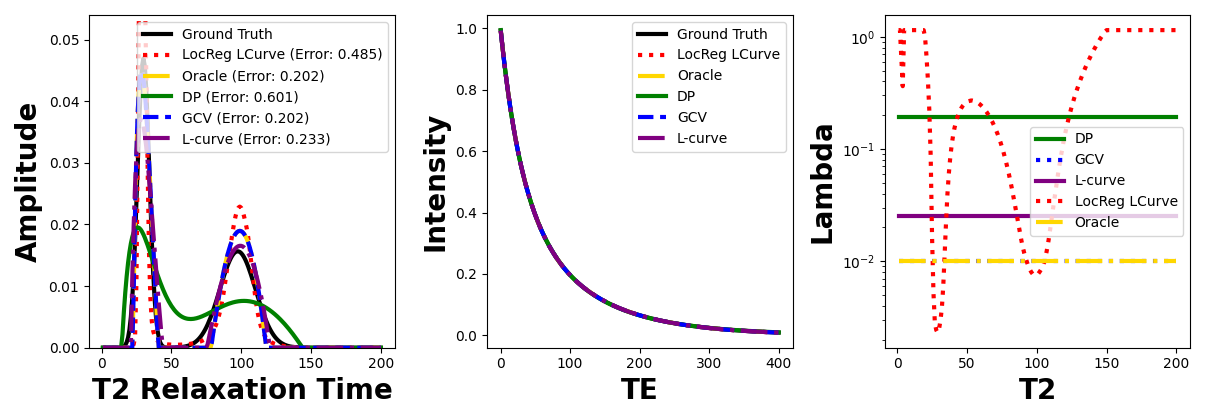 0.05
0.04
0.03
0.02
0.01
0.00
Amplitude
Ground Truth
LocReg LCurve (Error: 0.485)
Oracle (Error: 0.202)
DP (Error: 0.601)
GCV (Error: 0.202)
L-curve (Error: 0.233)
0 50 100 150 200
T2 Relaxation Time
1.0
0.8
0.6
0.4
0.2
0.0
Intensity
Ground Truth
LocReg LCurve
Oracle
DP
GCV
L-curve
0 100 200 300 400
TE
10⁰
10⁻¹
10⁻²
Lambda
DP
GCV
L-curve
LocReg LCurve
Oracle
0 50 100 150 200
T2